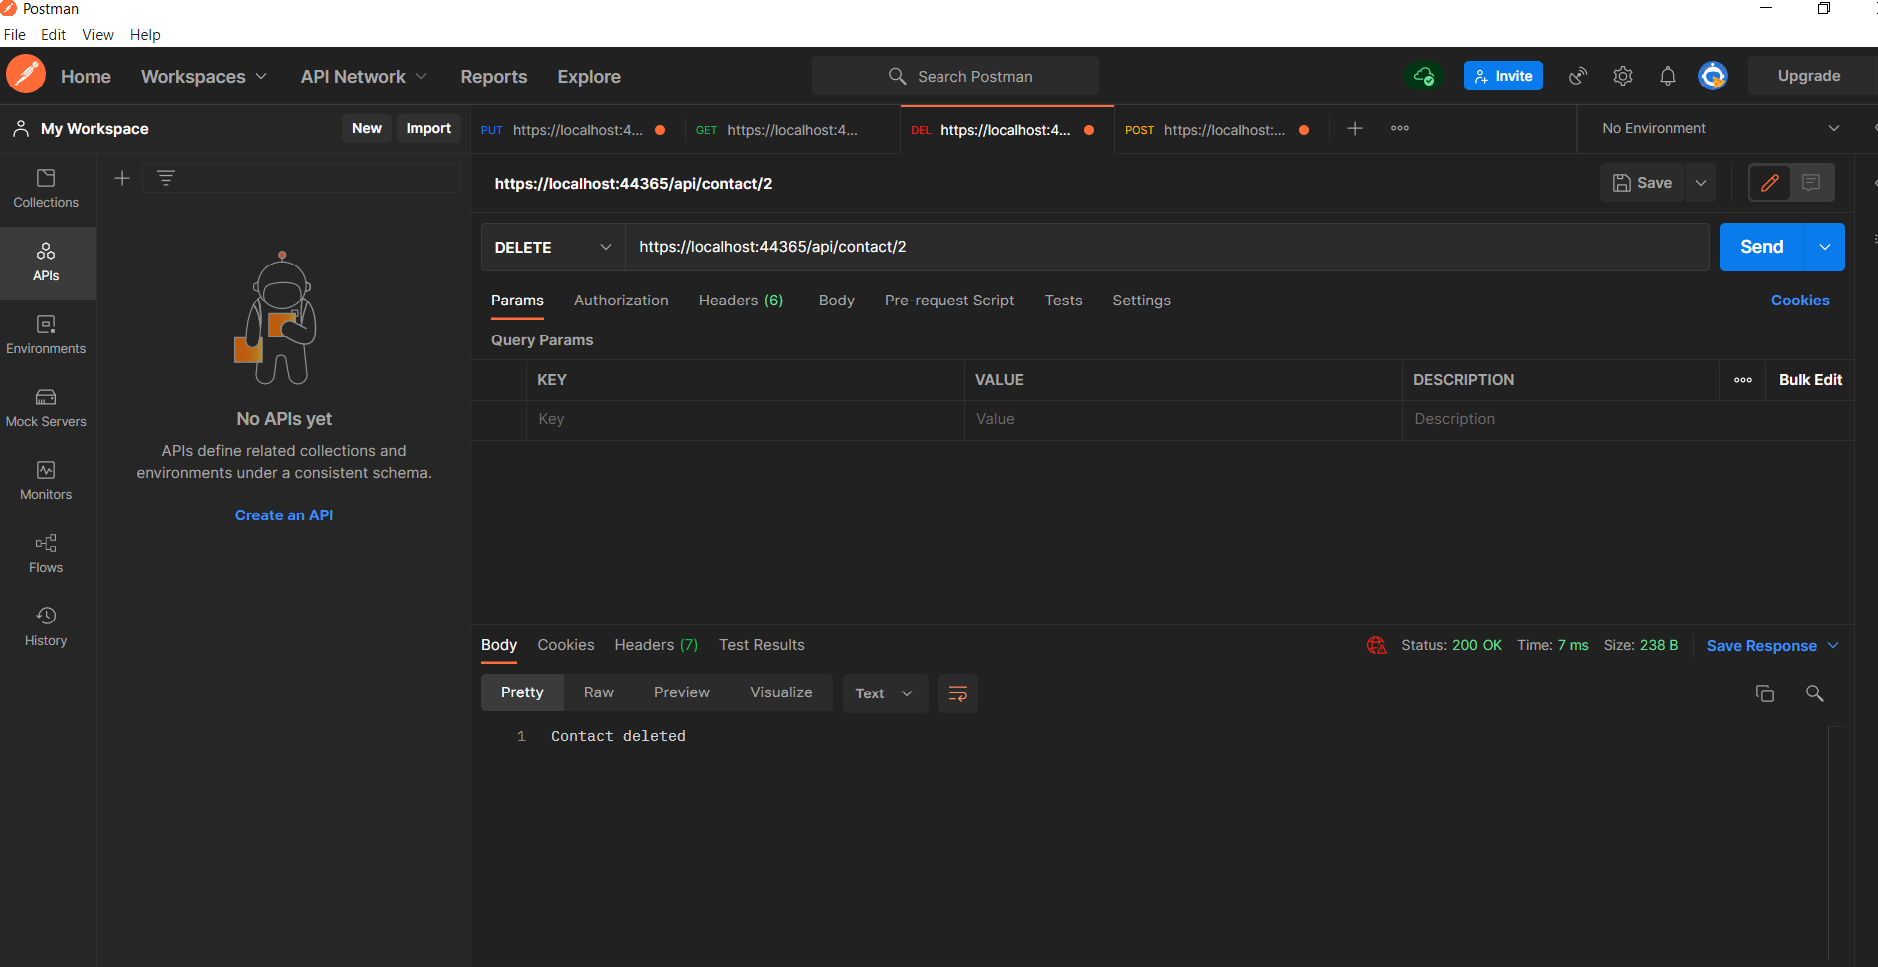 Postman
File Edit View Help
Home Workspaces API Network Reports Explore Search Postman Invite Upgrade
My Workspace New Import
PUT https://localhost:4... GET https://localhost:4... DEL https://localhost:4... POST https://localhost:... No Environment
https://localhost:44365/api/contact/2 Save
DELETE https://localhost:44365/api/contact/2 Send
Params Authorization Headers (6) Body Pre-request Script Tests Settings Cookies
Query Params
KEY VALUE DESCRIPTION Bulk Edit
Key Value Description
Collections
APIs
Environments
Mock Servers
Monitors
Flows
History
No APIs yet
APIs define related collections and
environments under a consistent schema.
Create an API
Body Cookies Headers (7) Test Results Status: 200 OK Time: 7 ms Size: 238 B Save Response
Pretty Raw Preview Visualize Text
1 Contact deleted